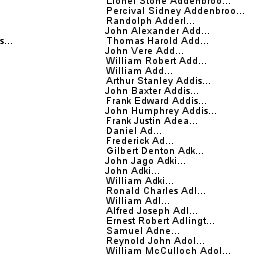 Lionel Stone Addenbroo...
Percival Sidney Addenbroo...
Randolph Adderl...
John Alexander Add...
s...
Thomas Harold Add...
John Vere Add...
William Robert Add...
William Add...
Arthur Stanley Addis...
John Baxter Addis...
Frank Edward Addis...
John Humphrey Addis...
Frank Justin Adea...
Daniel Ad...
Frederick Ad...
Gilbert Denton Adk...
John Jago Adki...
John Adki...
William Adki...
Ronald Charles Adl...
William Adl...
Alfred Joseph Adl...
Ernest Robert Adlingt...
Samuel Adne...
Reynold John Adol...
William McCulloch Adol...